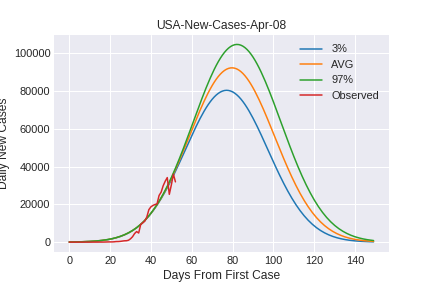 USA-New-Cases-Apr-08
Daily New Cases
100000
80000
60000
40000
20000
0
3%
AVG
97%
Observed
0 20 40 60 80 100 120 140
Days From First Case